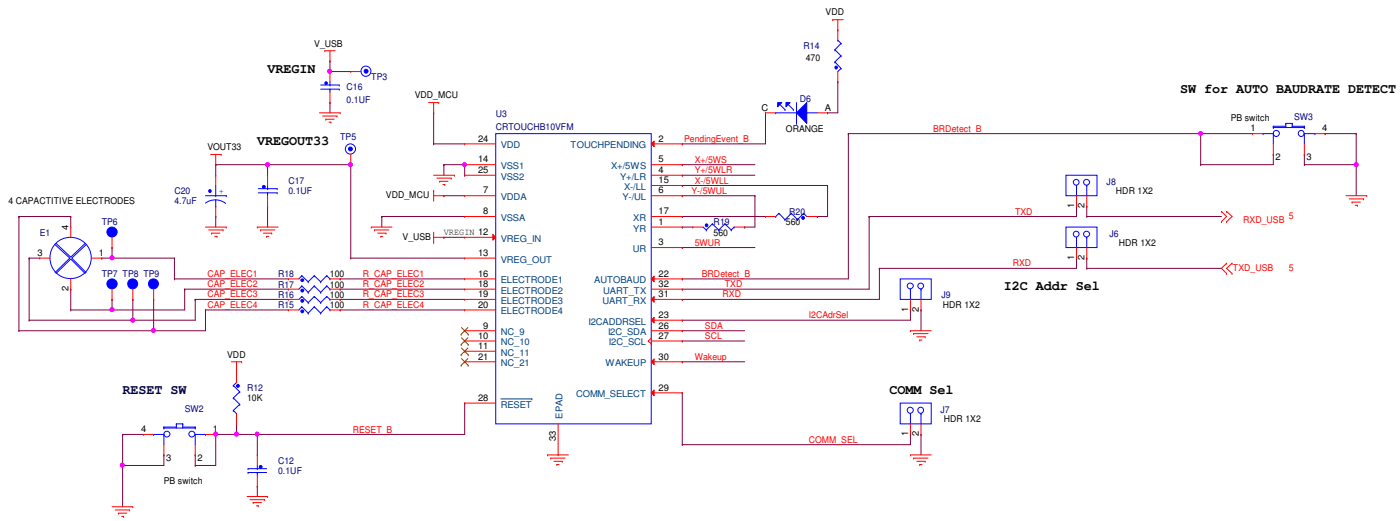 VDD
R14
470
V_USB
VREGIN
TP3
C16
0.1UF
VDD_MCU
D6
C
A
ORANGE
SW for AUTO BAUDRATE DETECT
PB switch
SW3
1
4
2
3
U3
CRTOUCHB10VFM
VREGOUT33
TP5
VOUT33
C20
4.7uF
+
C17
0.1UF
24 VDD
14 VSS1
25 VSS2
VDD_MCU
7 VDDA
8 VSSA
V_USB
VREGIN
12 VREG_IN
13 VREG_OUT
16 ELECTRODE1
18 ELECTRODE2
19 ELECTRODE3
20 ELECTRODE4
9 NC_9
10 NC_10
11 NC_11
21 NC_21
28 RESET
EPAD
33
TOUCHPENDING 2 PendingEvent_B
X+/5WS 5 X+/5WS
Y+/LR 4 Y+/5WLR
X-/LL 15 X-/5WLL
Y-/UL 6 Y-/5WUL
XR 17
R20
560
YR 1
R19
560
UR 3 5WUR
AUTOBAUD 22 BRDetect_B
UART_TX 32 TXD
UART_RX 31 RXD
I2CADDRSEL 23 I2CAdrSel
I2C_SDA 26 SDA
I2C_SCL 27 SCL
WAKEUP 30 Wakeup
COMM_SELECT 29
BRDetect_B
J8
HDR 1X2
1
2
TXD
RXD_USB 5
J6
HDR 1X2
1
2
RXD
TXD_USB 5
I2C Addr Sel
J9
HDR 1X2
1
2
COMM Sel
J7
HDR 1X2
1
2
COMM_SEL
4 CAPACTITIVE ELECTRODES
E1
4
3
1
2
TP6
TP7
TP8
TP9
CAP_ELEC1 R18 100 R_CAP_ELEC1
CAP_ELEC2 R17 100 R_CAP_ELEC2
CAP_ELEC3 R16 100 R_CAP_ELEC3
CAP_ELEC4 R15 100 R_CAP_ELEC4
VDD
RESET SW
R12
10K
SW2
4
1
3
2
PB switch
RESET_B
C12
0.1UF